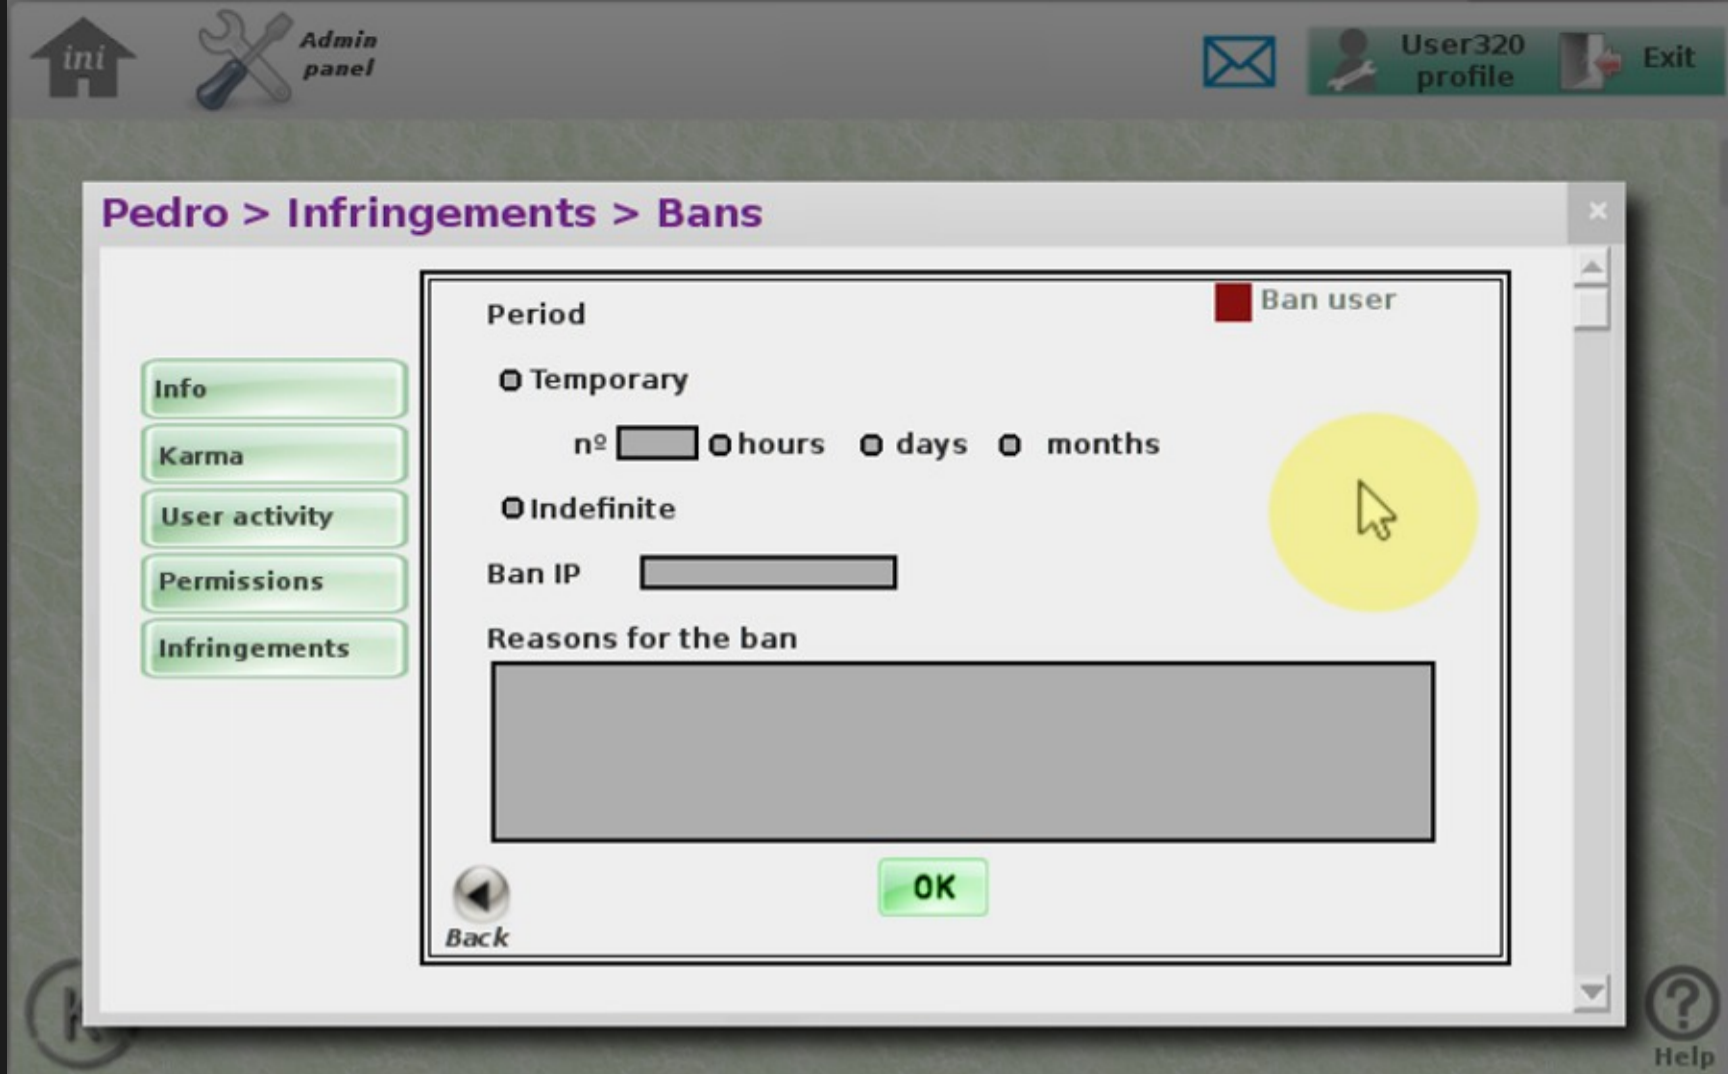 ini
Admin
panel
User320
profile
Exit
Pedro > Infringements > Bans
×
Ban user
Period
Temporary
nº hours days months
Indefinite
Ban IP
Reasons for the ban
Info
Karma
User activity
Permissions
Infringements
OK
Back
K
?
Help